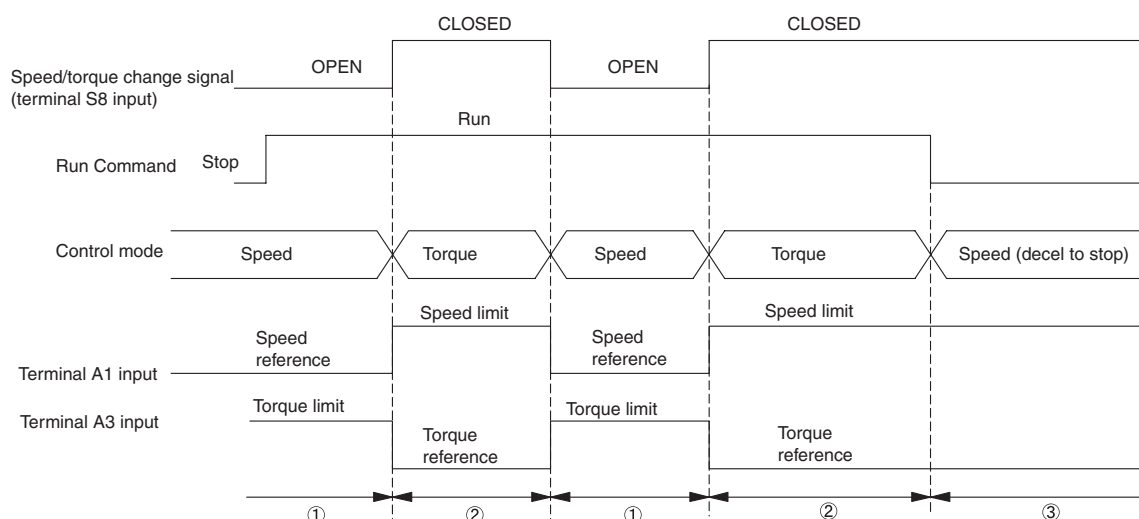 CLOSED
CLOSED
OPEN
OPEN
Speed/torque change signal
(terminal S8 input)
Run
Run Command
Stop
Control mode
Speed
Torque
Speed
Torque
Speed (decel to stop)
Speed limit
Speed limit
Speed
reference
Speed
reference
Terminal A1 input
Torque limit
Torque limit
Terminal A3 input
Torque
reference
Torque
reference
①
②
①
②
③